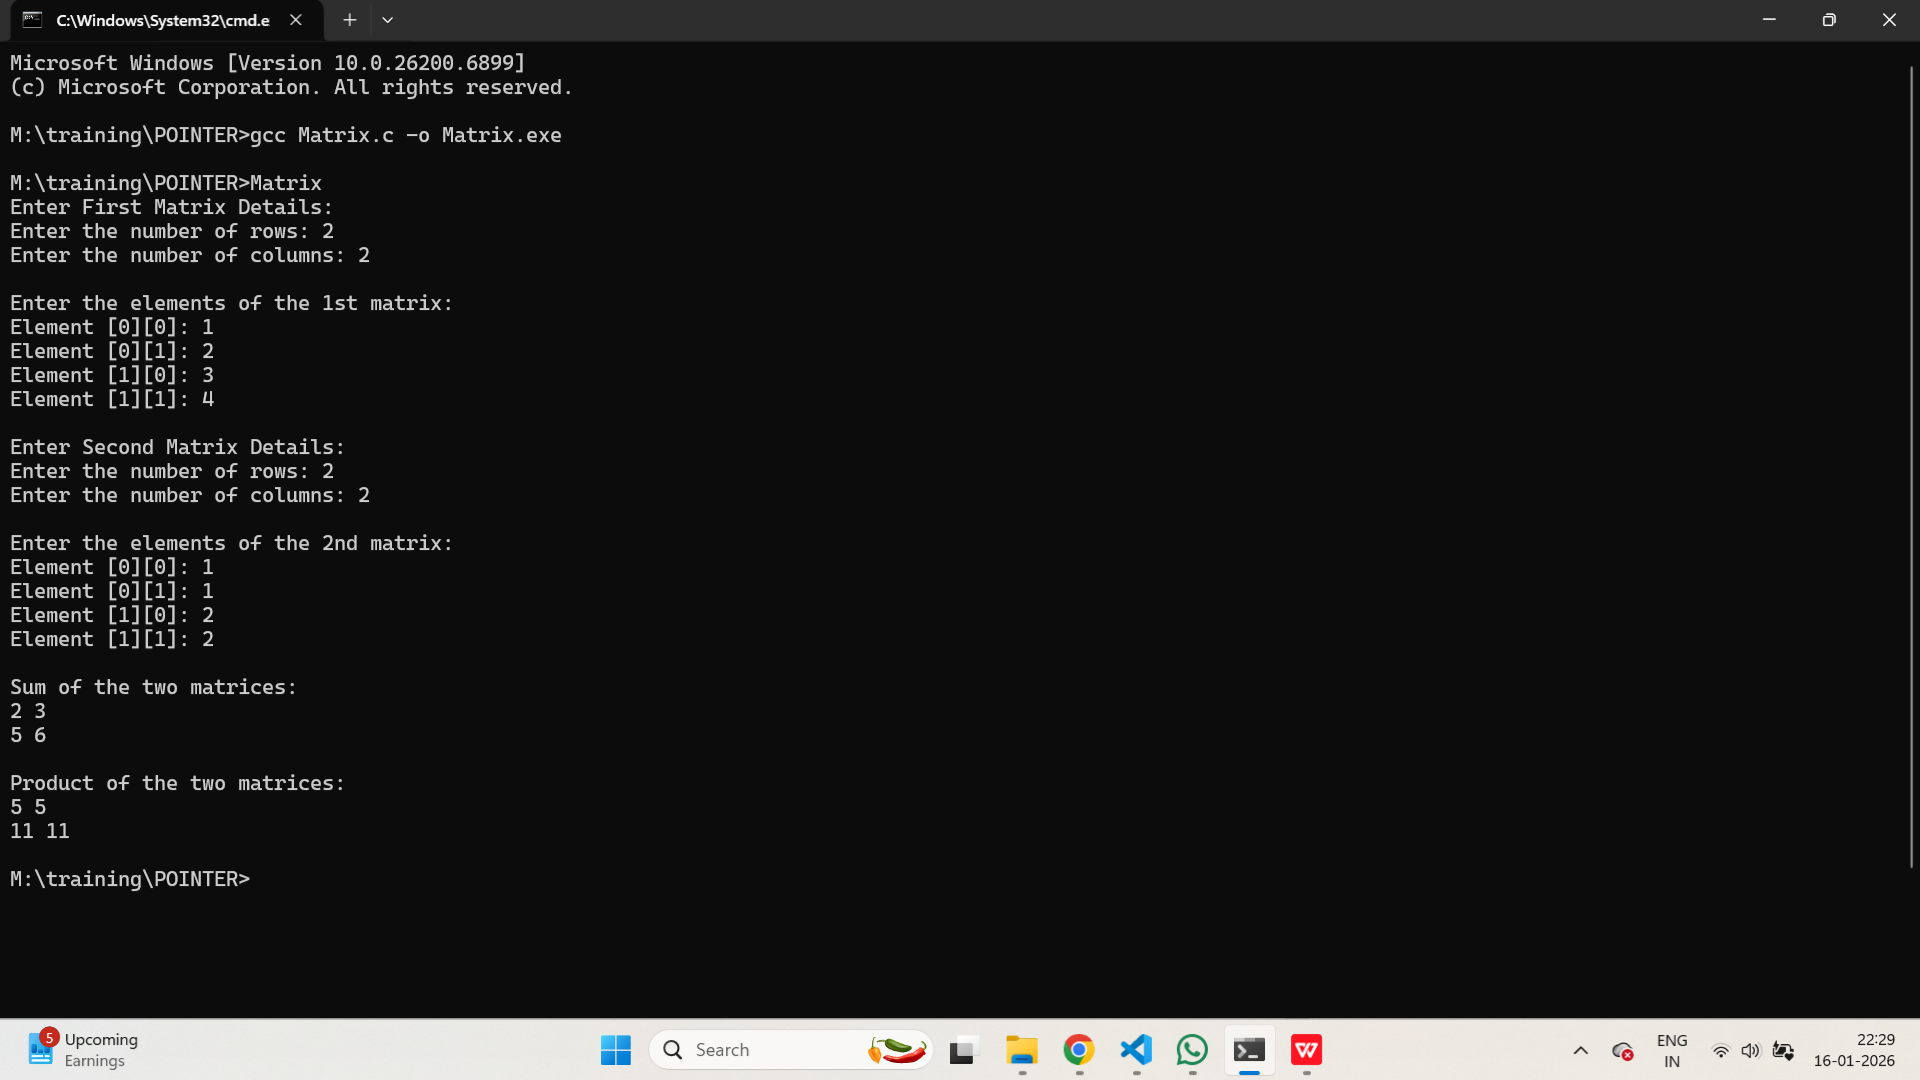 C:\Windows\System32\cmd.e
Microsoft Windows [Version 10.0.26200.6899]
(c) Microsoft Corporation. All rights reserved.
M:\training\POINTER>gcc Matrix.c -o Matrix.exe
M:\training\POINTER>Matrix
Enter First Matrix Details:
Enter the number of rows: 2
Enter the number of columns: 2
Enter the elements of the 1st matrix:
Element [0][0]: 1
Element [0][1]: 2
Element [1][0]: 3
Element [1][1]: 4
Enter Second Matrix Details:
Enter the number of rows: 2
Enter the number of columns: 2
Enter the elements of the 2nd matrix:
Element [0][0]: 1
Element [0][1]: 1
Element [1][0]: 2
Element [1][1]: 2
Sum of the two matrices:
2 3
5 6
Product of the two matrices:
5 5
11 11
M:\training\POINTER>
5
Upcoming
Earnings
Search
W
ENG
IN
22:29
16-01-2026